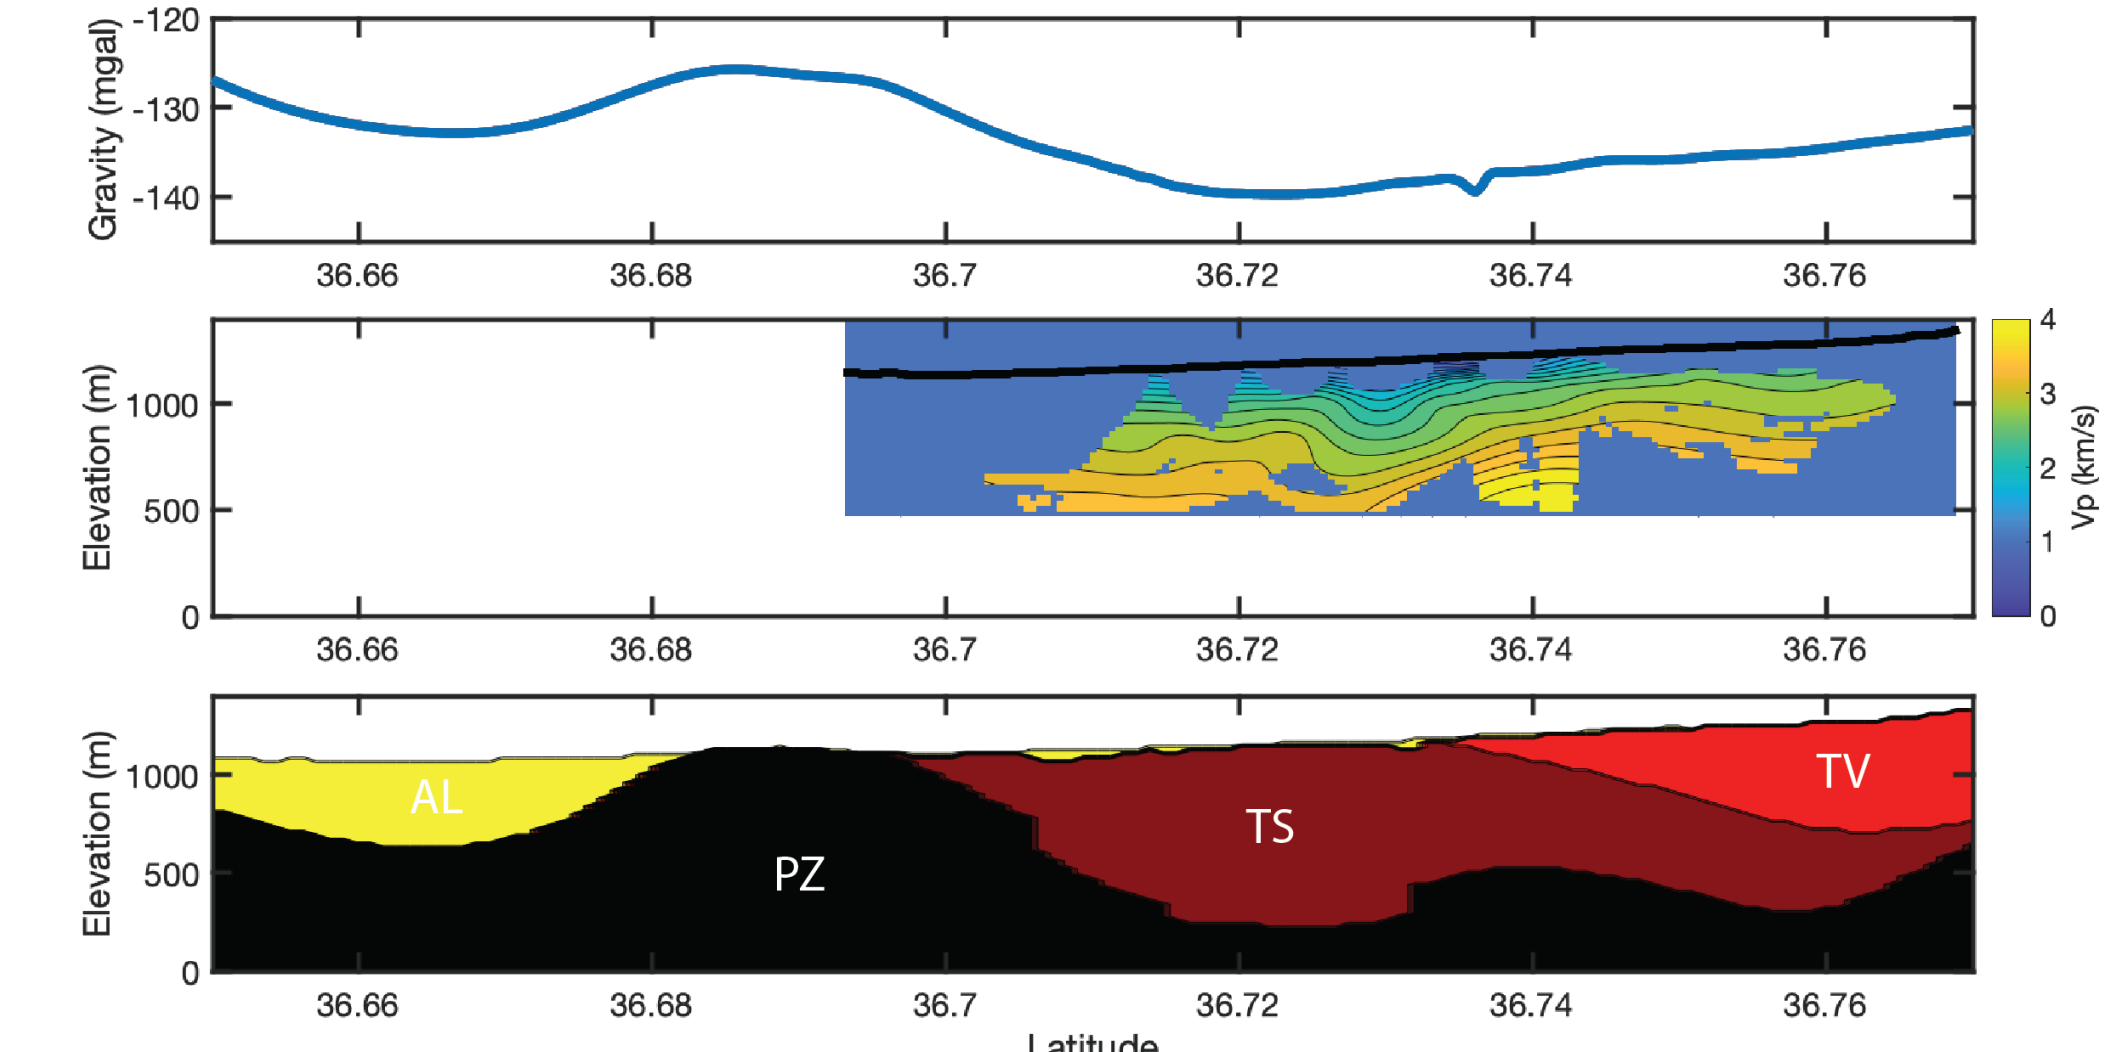 Gravity (mgal)
-120
-130
-140
36.66 36.68 36.7 36.72 36.74 36.76
Elevation (m)
1000
500
0
36.66 36.68 36.7 36.72 36.74 36.76
4
3
2
1
0
Vp (km/s)
Elevation (m)
1000
500
0
AL
PZ
TS
TV
36.66 36.68 36.7 36.72 36.74 36.76
Latitude